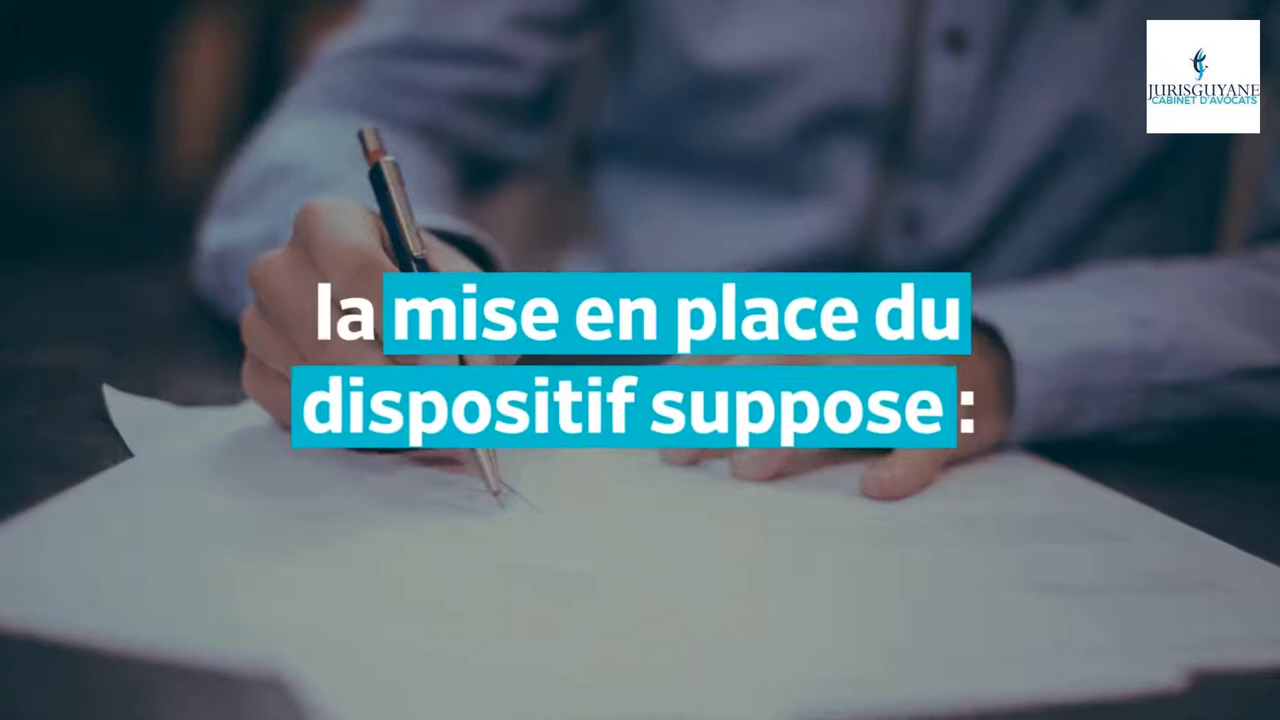 JURISGUYANE
CABINET D'AVOCATS
la mise en place du
dispositif suppose :